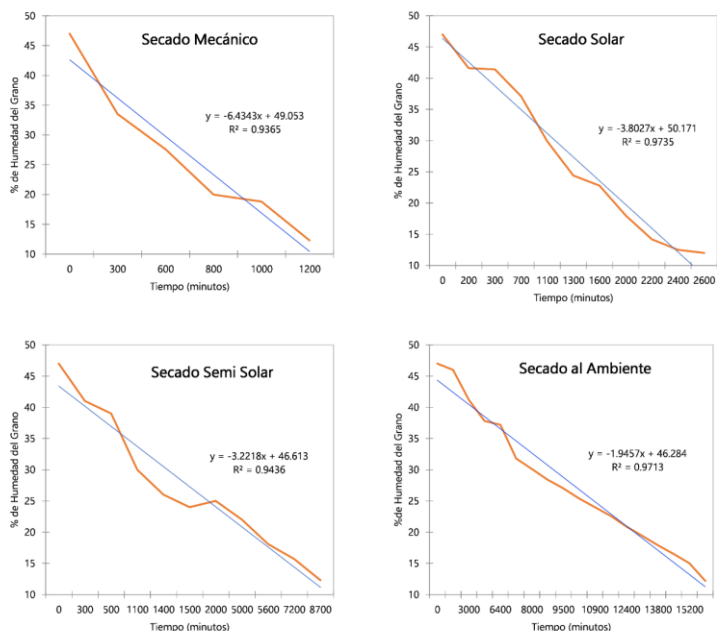 Secado Mecánico
y = -6.4343x + 49.053
R² = 0.9365
% de Humedad del Grano
50
45
40
35
30
25
20
15
10
0 300 600 800 1000 1200
Tiempo (minutos)
Secado Solar
y = -3.8027x + 50.171
R² = 0.9735
% de Humedad del Grano
50
45
40
35
30
25
20
15
10
0 200 300 700 1100 1300 1600 2000 2200 2400 2600
Tiempo (minutos)
Secado Semi Solar
y = -3.2218x + 46.613
R² = 0.9436
% de Humedad del Grano
50
45
40
35
30
25
20
15
10
0 300 500 1100 1400 1500 2000 5000 5600 7200 8700
Tiempo (minutos)
Secado al Ambiente
y = -1.9457x + 46.284
R² = 0.9713
%de Humedad del Grano
50
45
40
35
30
25
20
15
10
0 3000 6400 8000 9500 10900 12400 13800 15200
Tiempo (minutos)